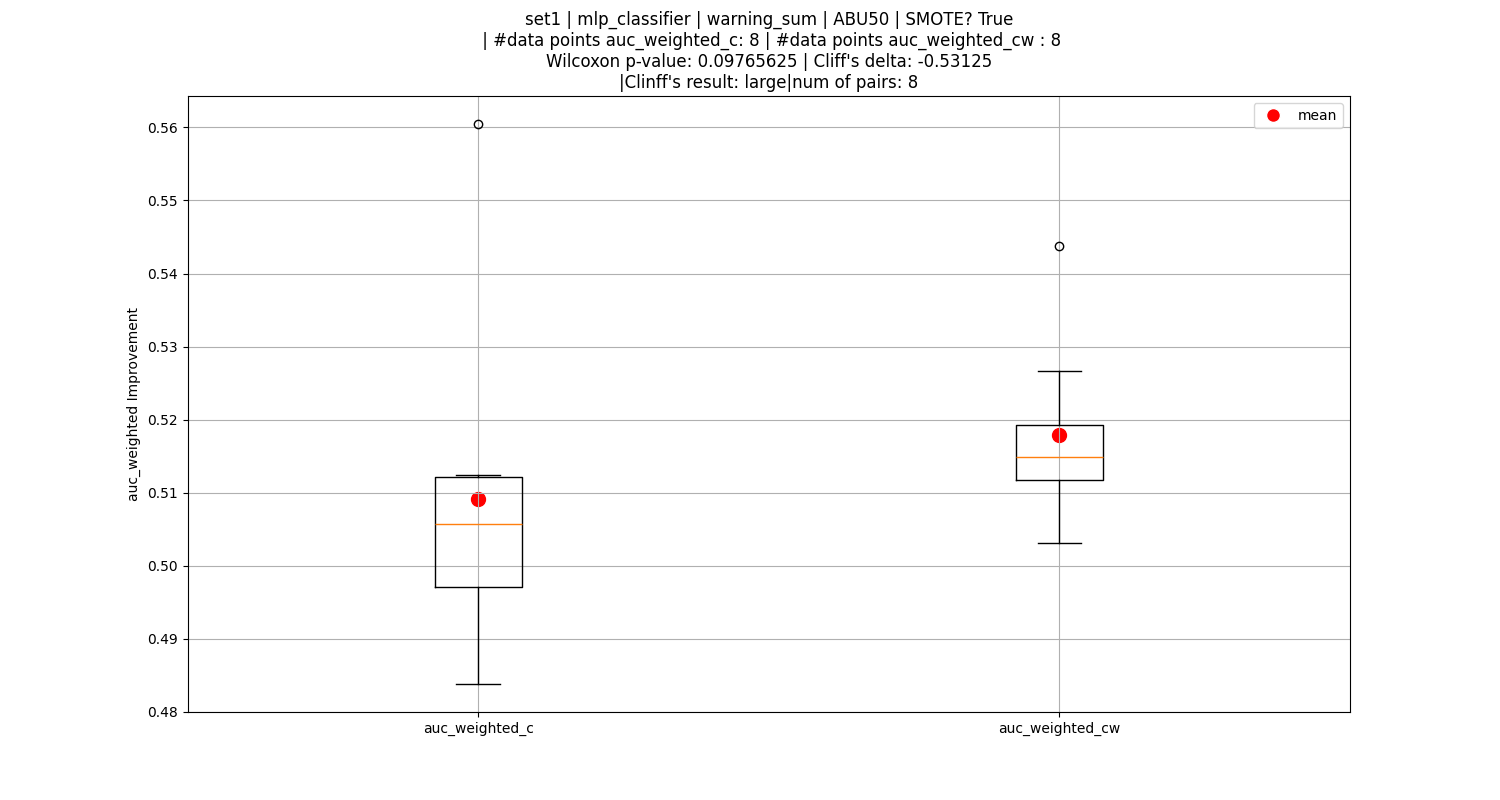 set1 | mlp_classifier | warning_sum | ABU50 | SMOTE? True
| #data points auc_weighted_c: 8 | #data points auc_weighted_cw : 8
Wilcoxon p-value: 0.09765625 | Cliff's delta: -0.53125
|Clinff's result: large|num of pairs: 8
mean
0.56
0.55
0.54
0.53
0.52
0.51
0.50
0.49
0.48
auc_weighted Improvement
auc_weighted_c
auc_weighted_cw